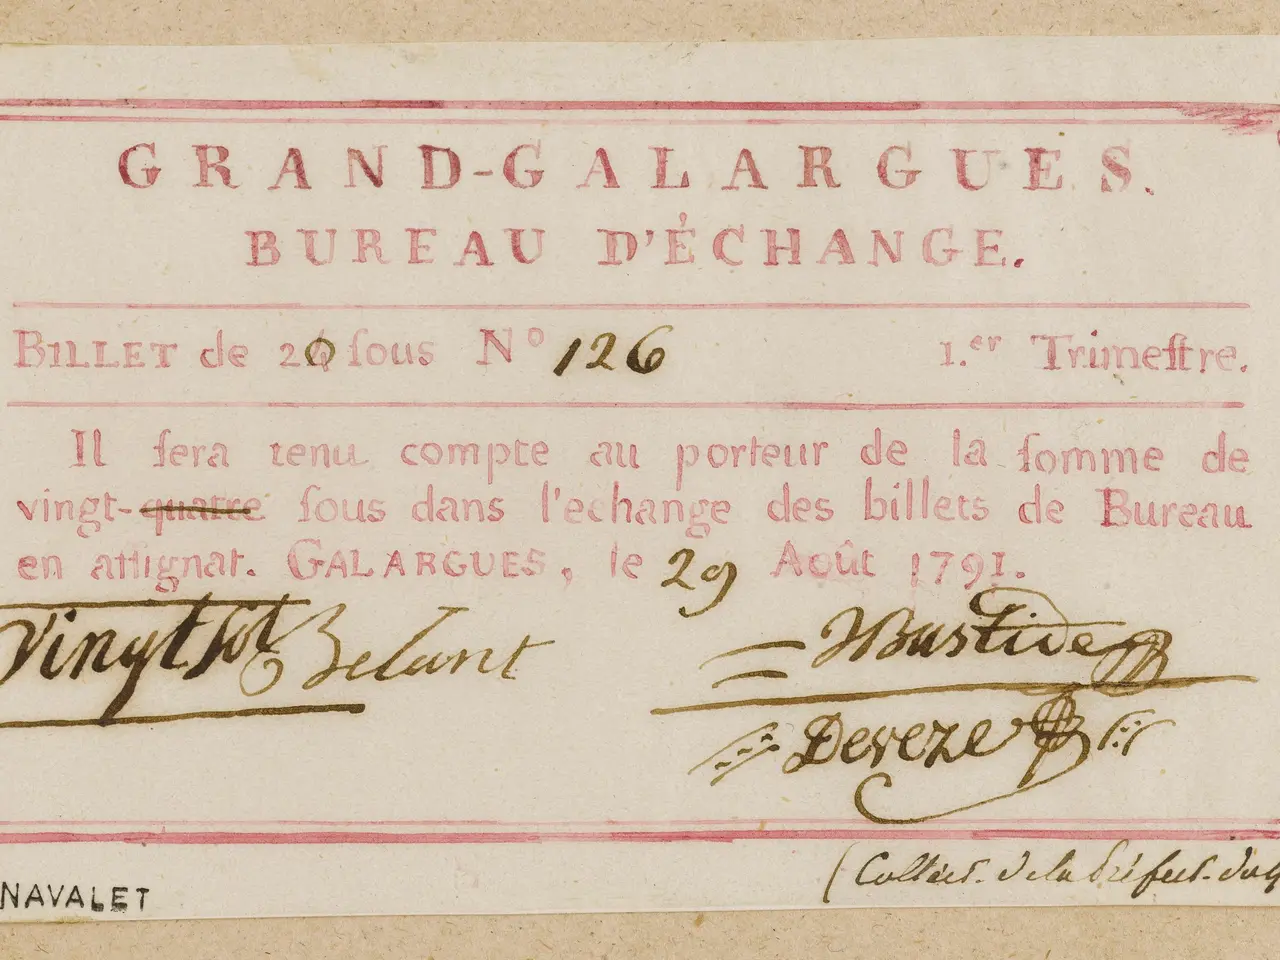 GRAND-GALARGUES.
BUREAU D'ÉCHANGE.
BILLET de 20 ſous N° 126 1.er Trimeſtre.
Il ſera tenu compte au porteur de la ſomme de
vingt-quatre ſous dans l'echange des billets de Bureau
en aſſignat. GALARGUES, le 29 Août 1791.
Vingt sol
Bastide
Dereze
NAVALET